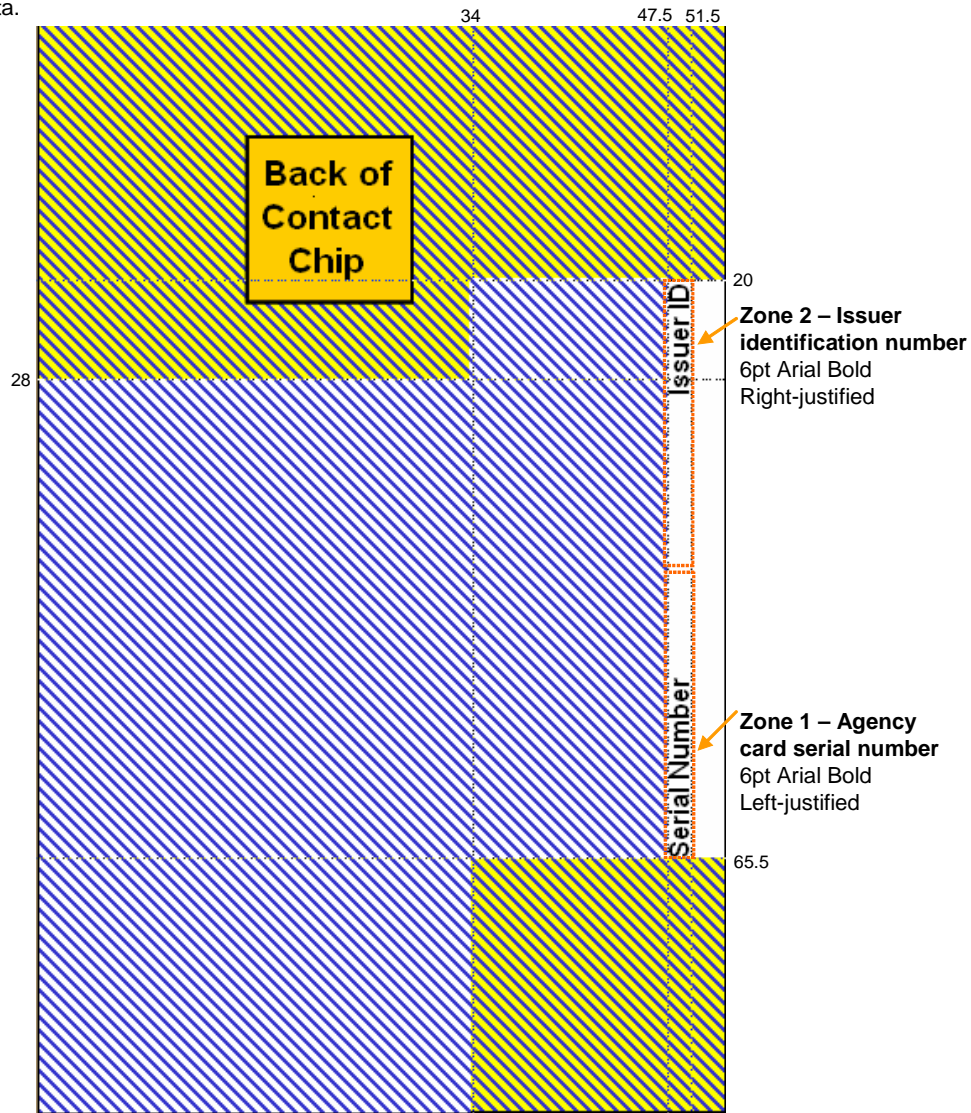 ta.
34
47.5
51.5
Back of
Contact
Chip
20
Issuer ID
Zone 2 – Issuer
identification number
6pt Arial Bold
Right-justified
28
Serial Number
Zone 1 – Agency
card serial number
6pt Arial Bold
Left-justified
65.5